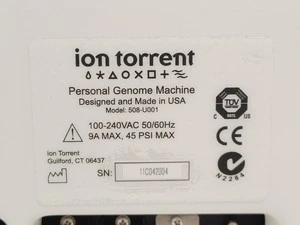 ion torrent
Personal Genome Machine
Designed and Made in USA
Model: 508-U001
100-240VAC 50/60Hz
9A MAX, 45 PSI MAX
Ion Torrent
Guilford, CT 06437
SN: 11C042004
C TÜV US
N2264